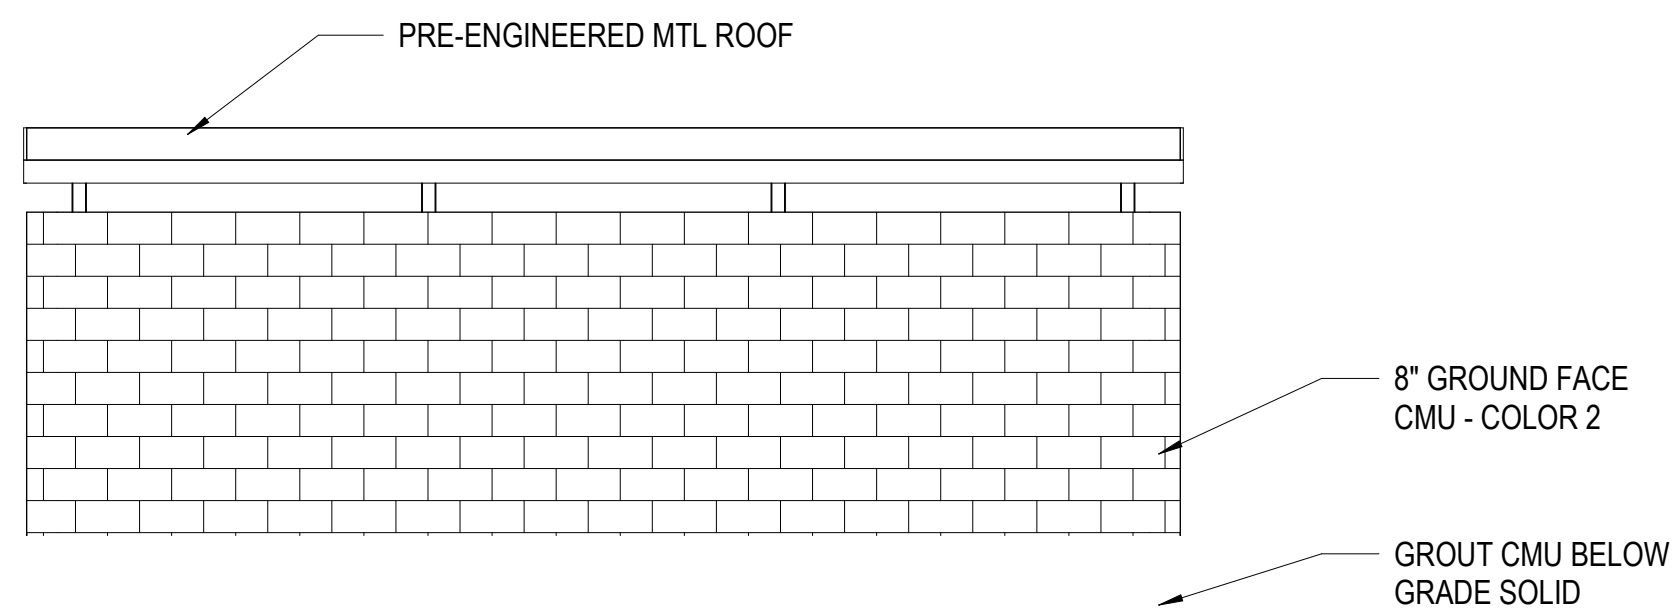 PRE-ENGINEERED MTL ROOF
8" GROUND FACE
CMU - COLOR 2
GROUT CMU BELOW
GRADE SOLID